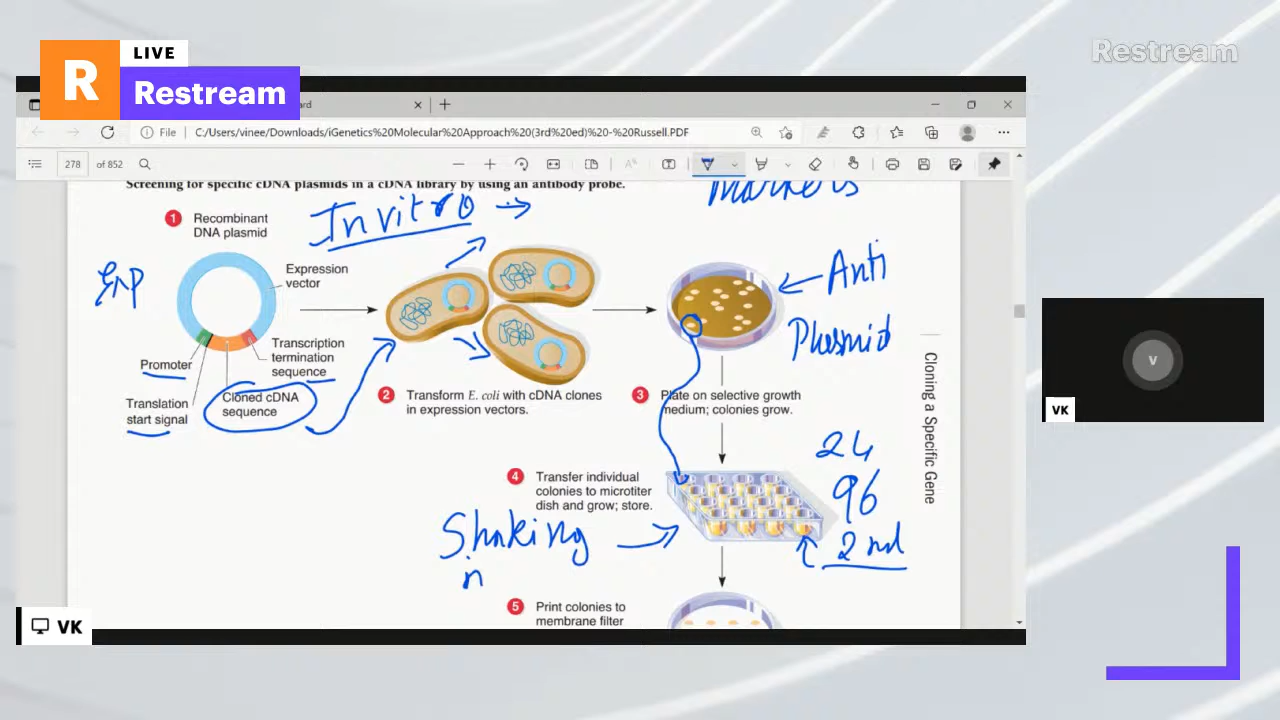 R
LIVE
Restream
Restream
ard
File
C:/Users/vinee/Downloads/iGenetics%20Molecular%20Approach%20(3rd%20ed)%20-%20Russell.PDF
278 of 852
Screening for specific cDNA plasmids in a cDNA library by using an antibody probe.
markers
1 Recombinant
DNA plasmid
Invitro
Exp
Expression
vector
Anti
Plasmid
Promoter
Transcription
termination
sequence
Translation
start signal
Cloned cDNA
sequence
2 Transform E. coli with cDNA clones
in expression vectors.
3 Plate on selective growth
medium; colonies grow.
Cloning a Specific Gene
4 Transfer individual
colonies to microtiter
dish and grow; store.
24
96
2 ml
Shaking
in
5 Print colonies to
membrane filter
V
VK
VK